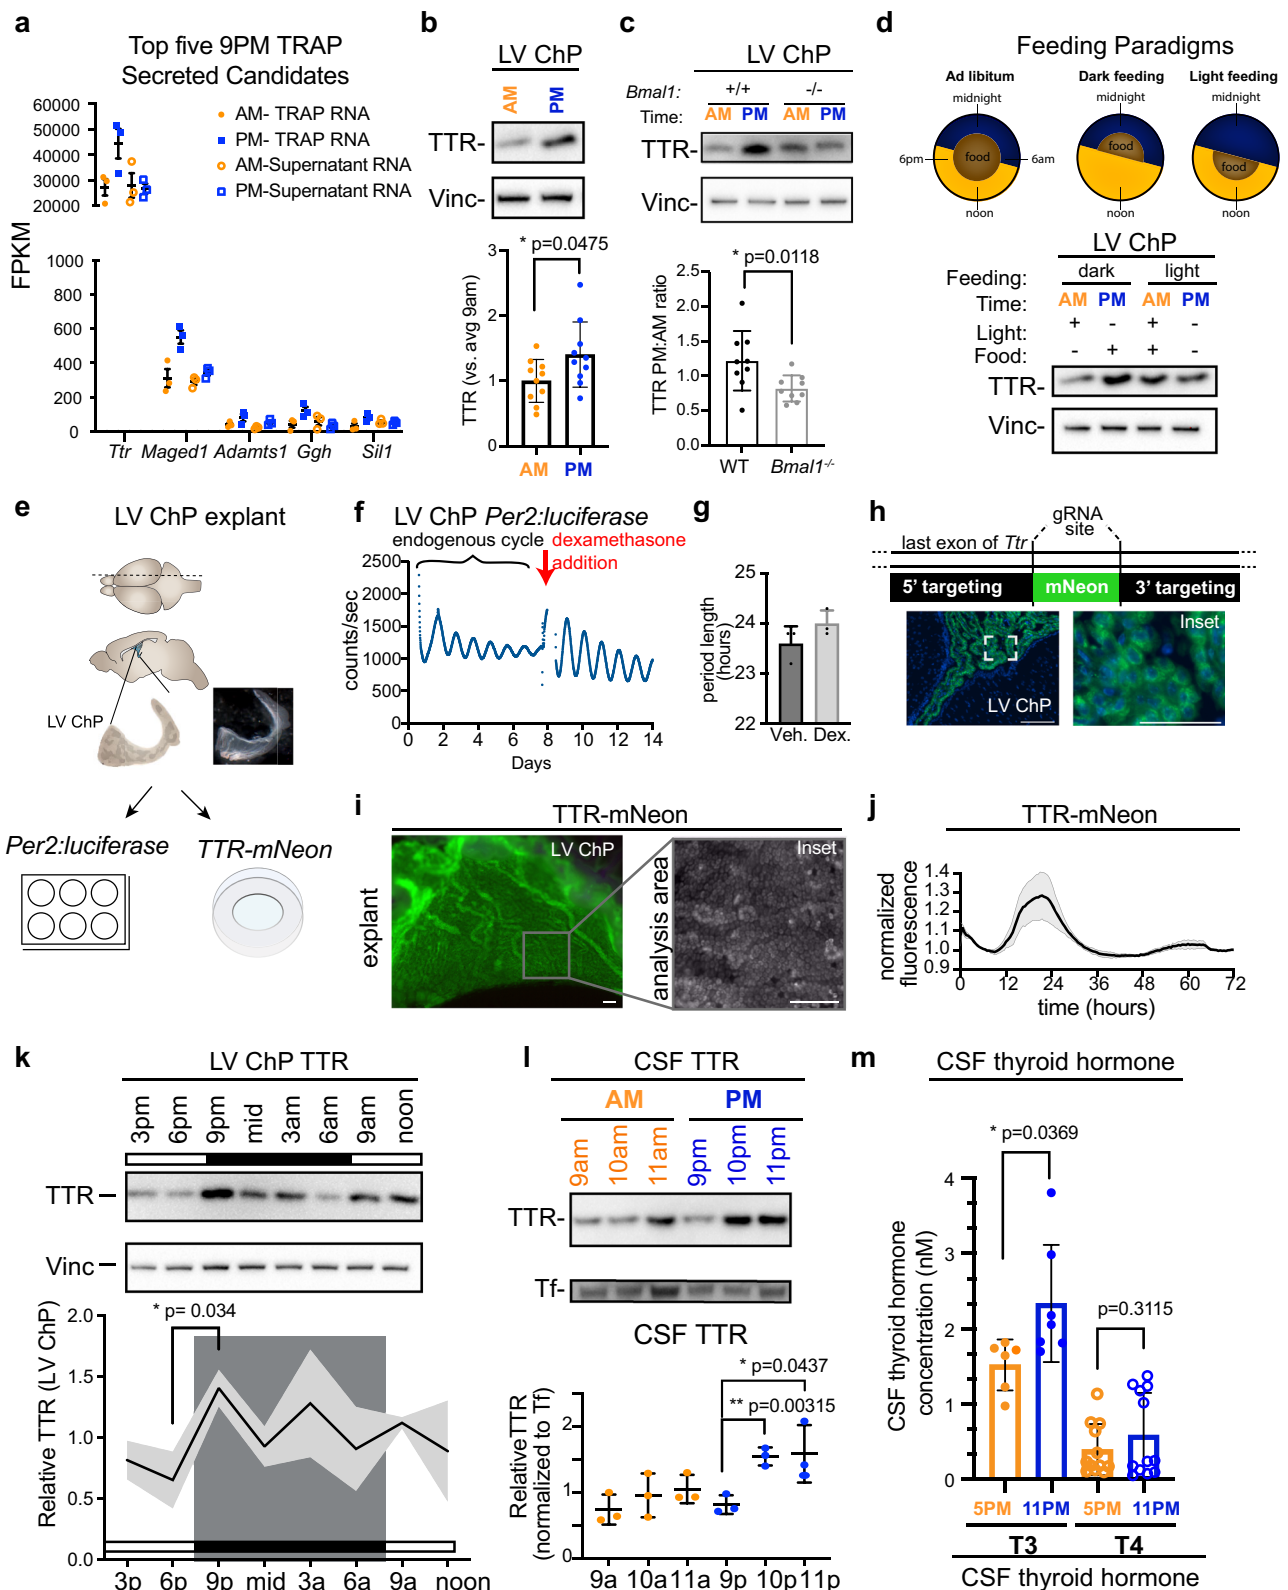 a
Top five 9PM TRAP
Secreted Candidates
60000
50000
40000
30000
20000
AM- TRAP RNA
PM- TRAP RNA
AM-Supernatant RNA
PM-Supernatant RNA
FPKM
1000
800
600
400
200
0
Ttr Maged1 Adamts1 Ggh Sil1
b
LV ChP
AM PM
TTR-
Vinc-
* p=0.0475
TTR (vs. avg 9am)
3
2
1
0
AM PM
c
LV ChP
Bmal1: +/+ -/-
Time: AM PM AM PM
TTR-
Vinc-
* p=0.0118
TTR PM:AM ratio
2.5
2.0
1.5
1.0
0.5
0.0
WT Bmal1-/-
d
Feeding Paradigms
Ad libitum Dark feeding Light feeding
midnight midnight midnight
6pm food 6am food food
noon noon noon
LV ChP
Feeding: dark light
Time: AM PM AM PM
Light: + - + -
Food: - + + -
TTR-
Vinc-
e
LV ChP explant
LV ChP
Per2:luciferase TTR-mNeon
f
LV ChP Per2:luciferase
endogenous cycle dexamethasone
addition
counts/sec
2500
2000
1500
1000
500
0
0 2 4 6 8 10 12 14
Days
g
period length
(hours)
25
24
23
22
Veh. Dex.
h
gRNA
site
last exon of Ttr
5' targeting mNeon 3' targeting
LV ChP
Inset
i
TTR-mNeon
explant
LV ChP
analysis area
Inset
j
TTR-mNeon
normalized
fluorescence
1.4
1.3
1.2
1.1
1.0
0.9
0 12 24 36 48 60 72
time (hours)
k
LV ChP TTR
3pm 6pm 9pm mid 3am 6am 9am noon
TTR
Vinc
* p= 0.034
Relative TTR (LV ChP)
2.0
1.5
1.0
0.5
0.0
3p 6p 9p mid 3a 6a 9a noon
l
CSF TTR
AM PM
9am 10am 11am 9pm 10pm 11pm
TTR-
Tf-
CSF TTR
* p=0.0437
** p=0.00315
Relative TTR
(normalized to Tf)
2
1
0
9a 10a 11a 9p 10p 11p
m
CSF thyroid hormone
* p=0.0369
p=0.3115
CSF thyroid hormone
concentration (nM)
4
3
2
1
0
5PM 11PM 5PM 11PM
T3 T4
CSF thyroid hormone